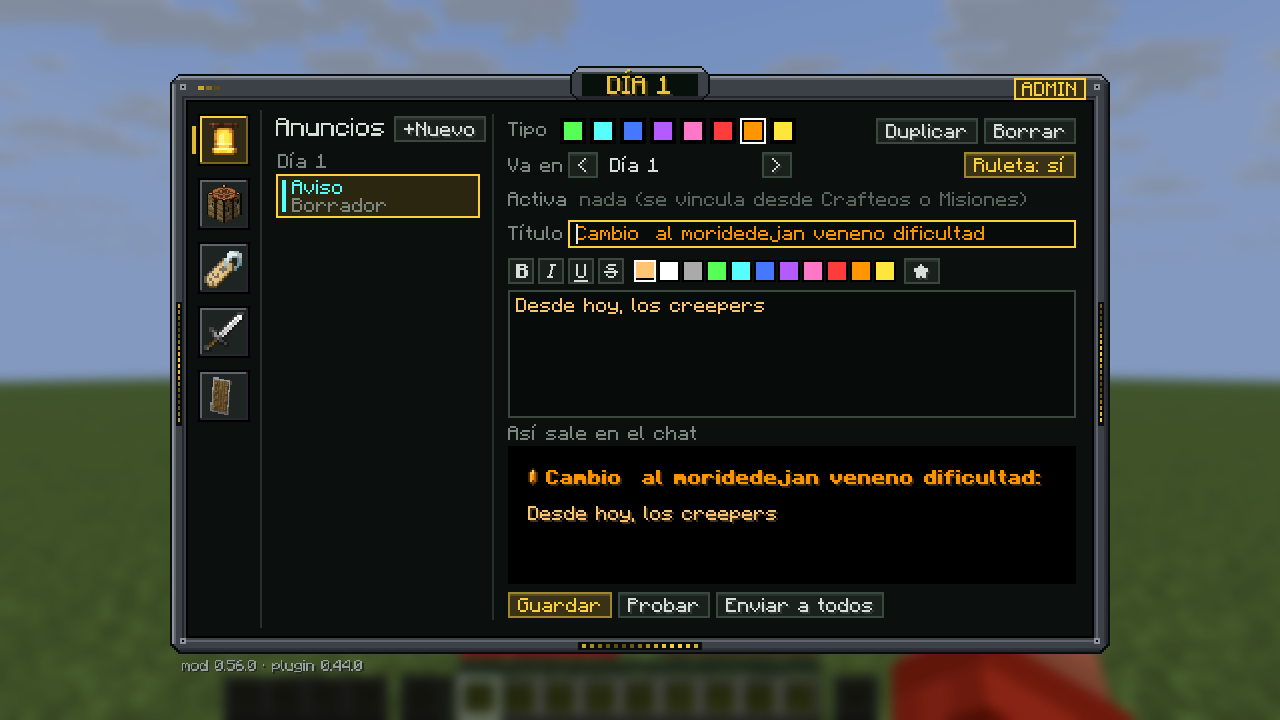 DÍA 1
ADMIN
Anuncios
+Nuevo
Día 1
Aviso
Borrador
Tipo
Duplicar
Borrar
Va en < Día 1 >
Ruleta: sí
Activa nada (se vincula desde Crafteos o Misiones)
Título Cambio  al moridedejan veneno dificultad
B I U S ★
Desde hoy, los creepers
Así sale en el chat
Cambio  al moridedejan veneno dificultad:
Desde hoy, los creepers
Guardar
Probar
Enviar a todos
mod 0.56.0 · plugin 0.44.0